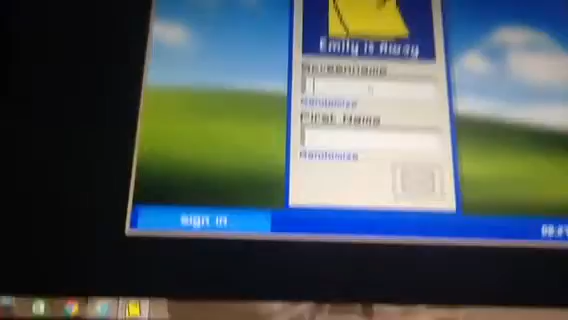 Emily is Away
Screenname
Randomize
First Name
Randomize
Sign in